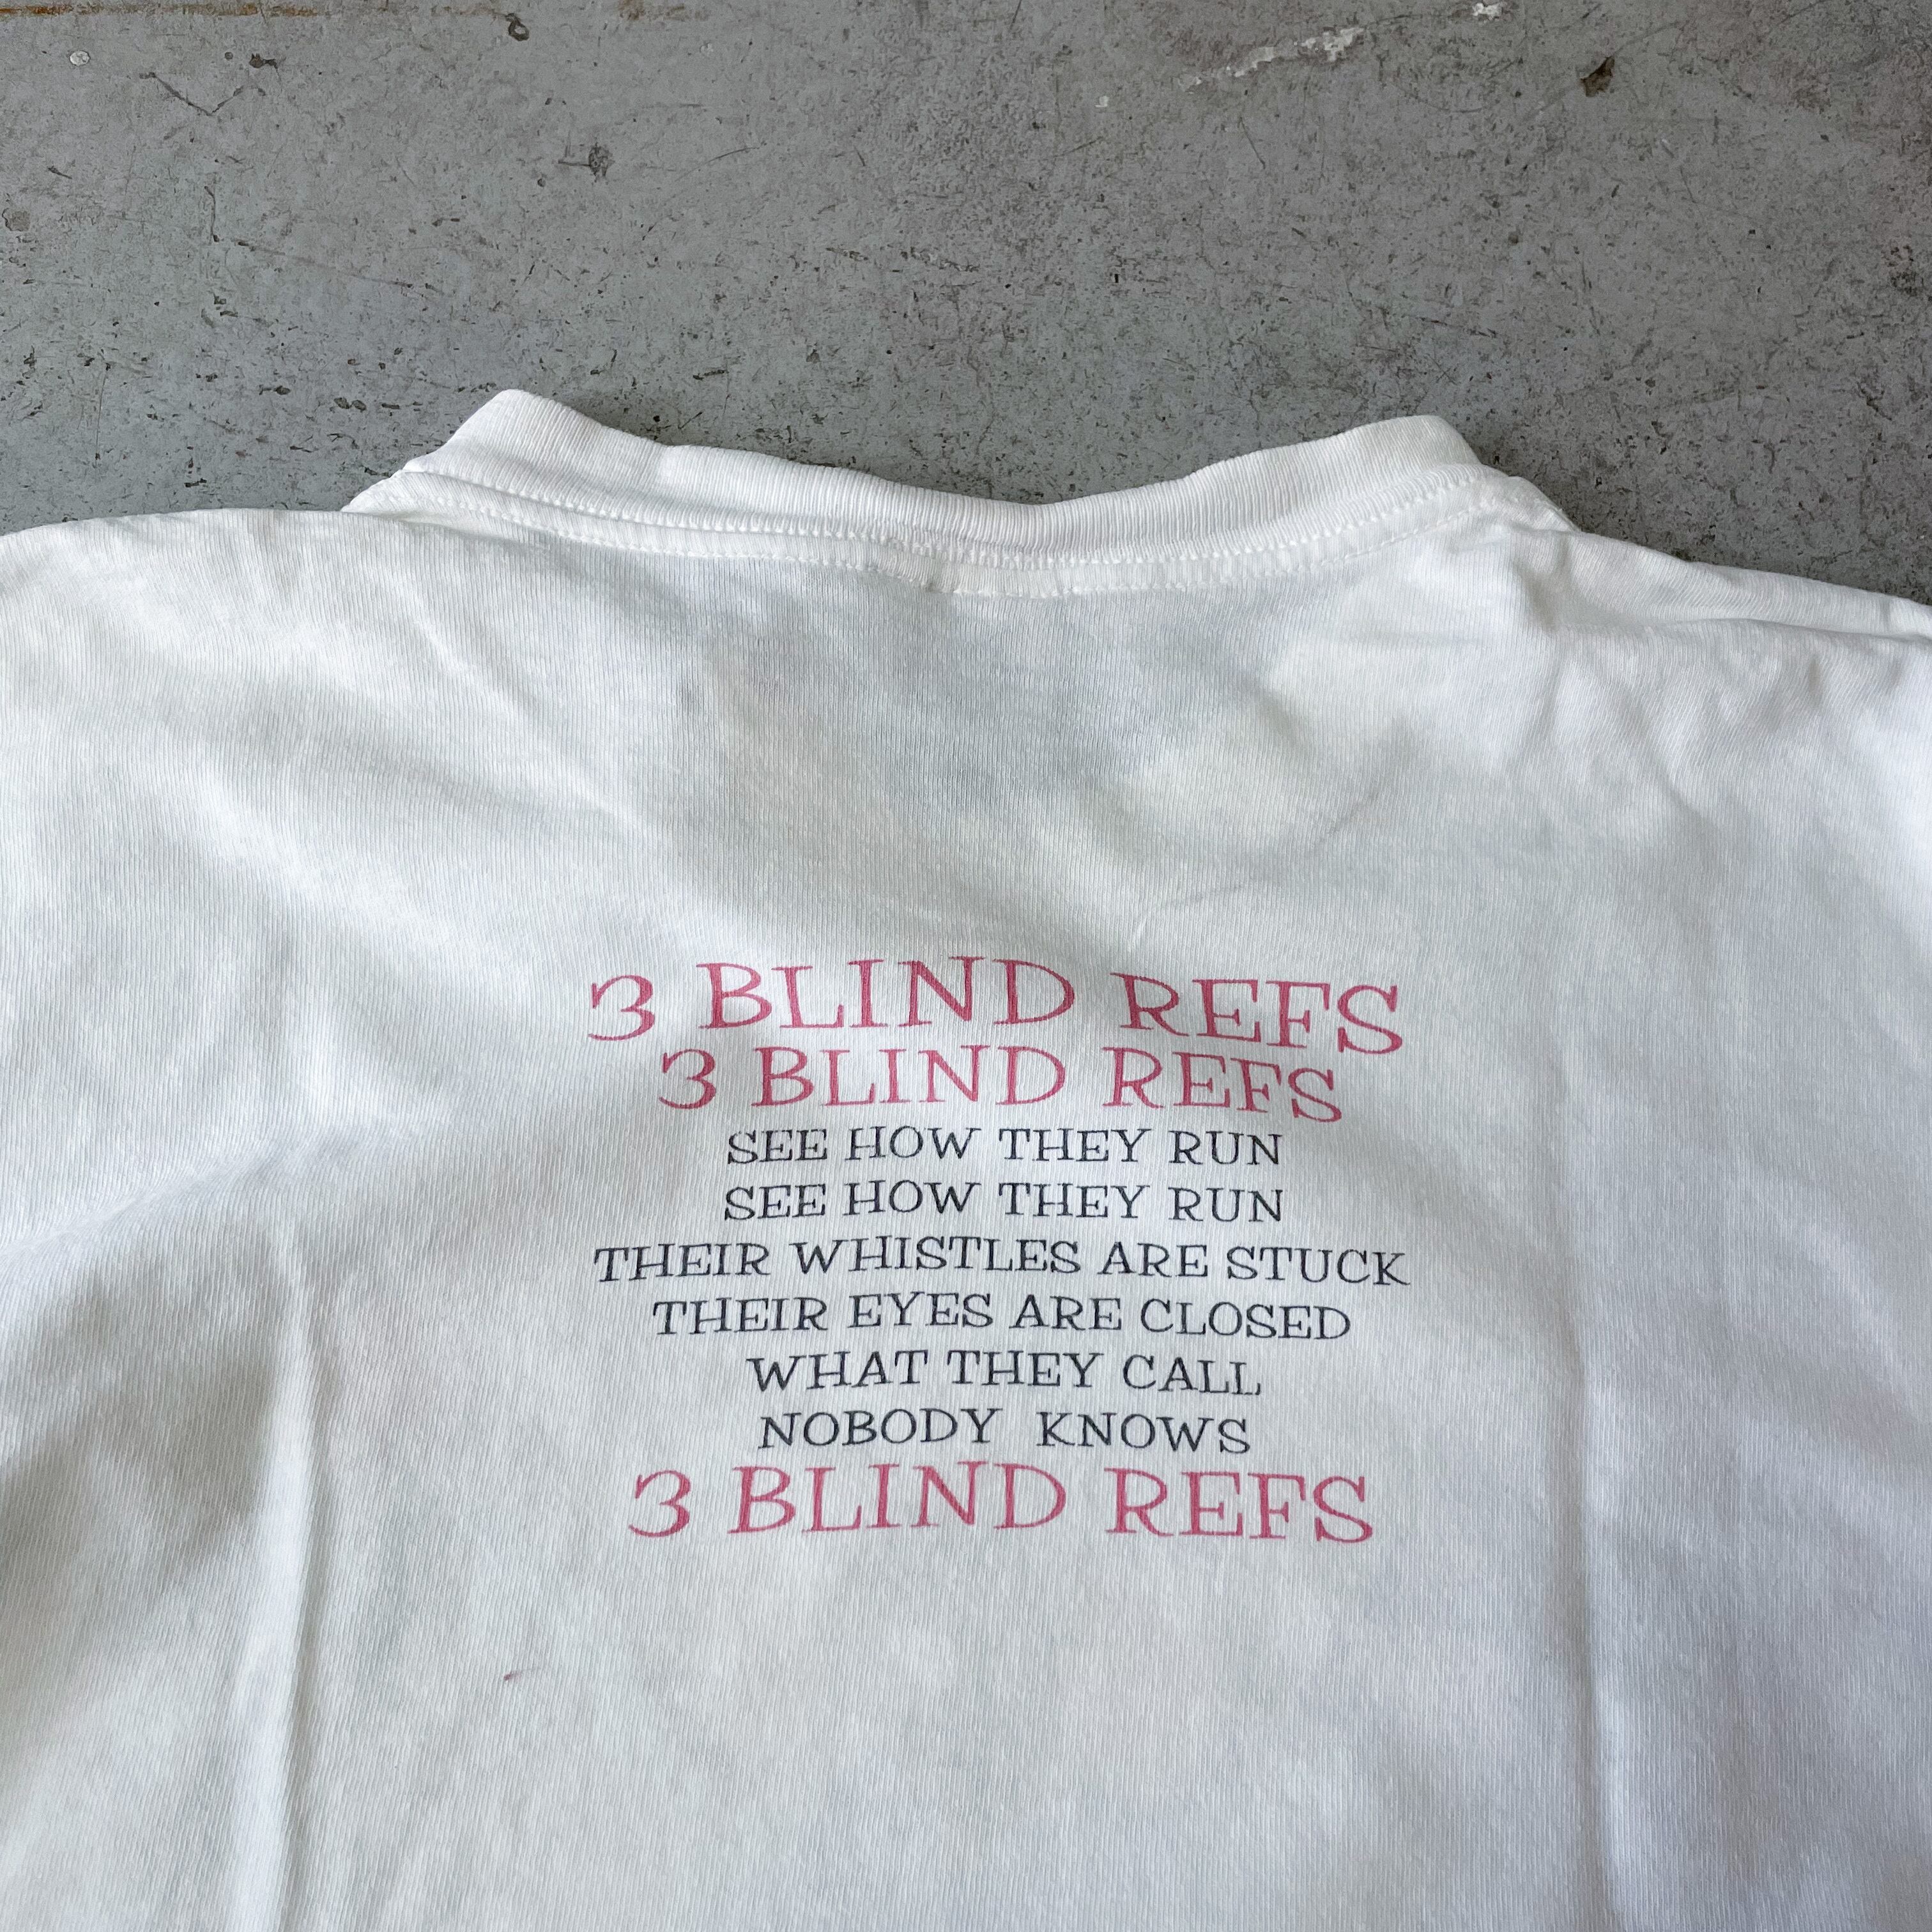 3 BLIND REFS
3 BLIND REFS
SEE HOW THEY RUN
SEE HOW THEY RUN
THEIR WHISTLES ARE STUCK
THEIR EYES ARE CLOSED
WHAT THEY CALL
NOBODY KNOWS
3 BLIND REFS